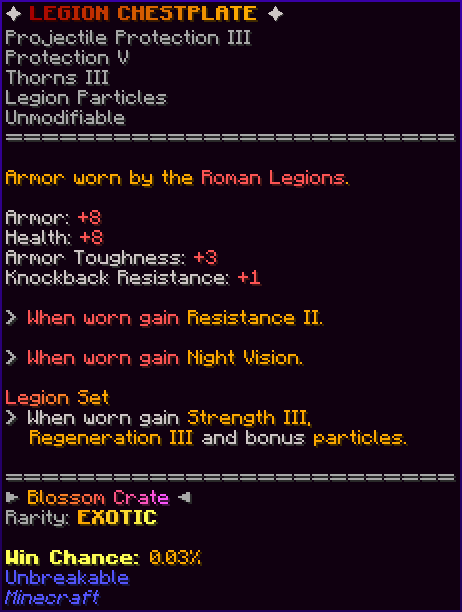 ✦ LEGION CHESTPLATE ✦
Projectile Protection III
Protection V
Thorns III
Legion Particles
Unmodifiable
==================================
Armor worn by the Roman Legions.
Armor: +8
Health: +8
Armor Toughness: +3
Knockback Resistance: +1
> When worn gain Resistance II.
> When worn gain Night Vision.
Legion Set
> When worn gain Strength III,
Regeneration III and bonus particles.
==================================
► Blossom Crate ◄
Rarity: EXOTIC
Win Chance: 0.03%
Unbreakable
Minecraft